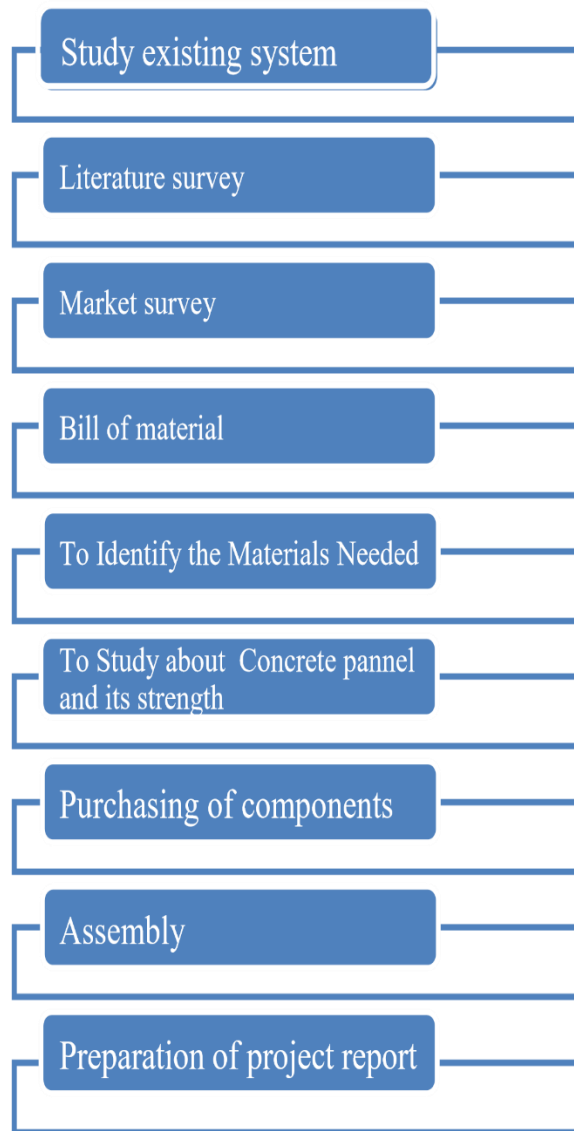 Study existing system
Literature survey
Market survey
Bill of material
To Identify the Materials Needed
To Study about Concrete pannel
and its strength
Purchasing of components
Assembly
Preparation of project report